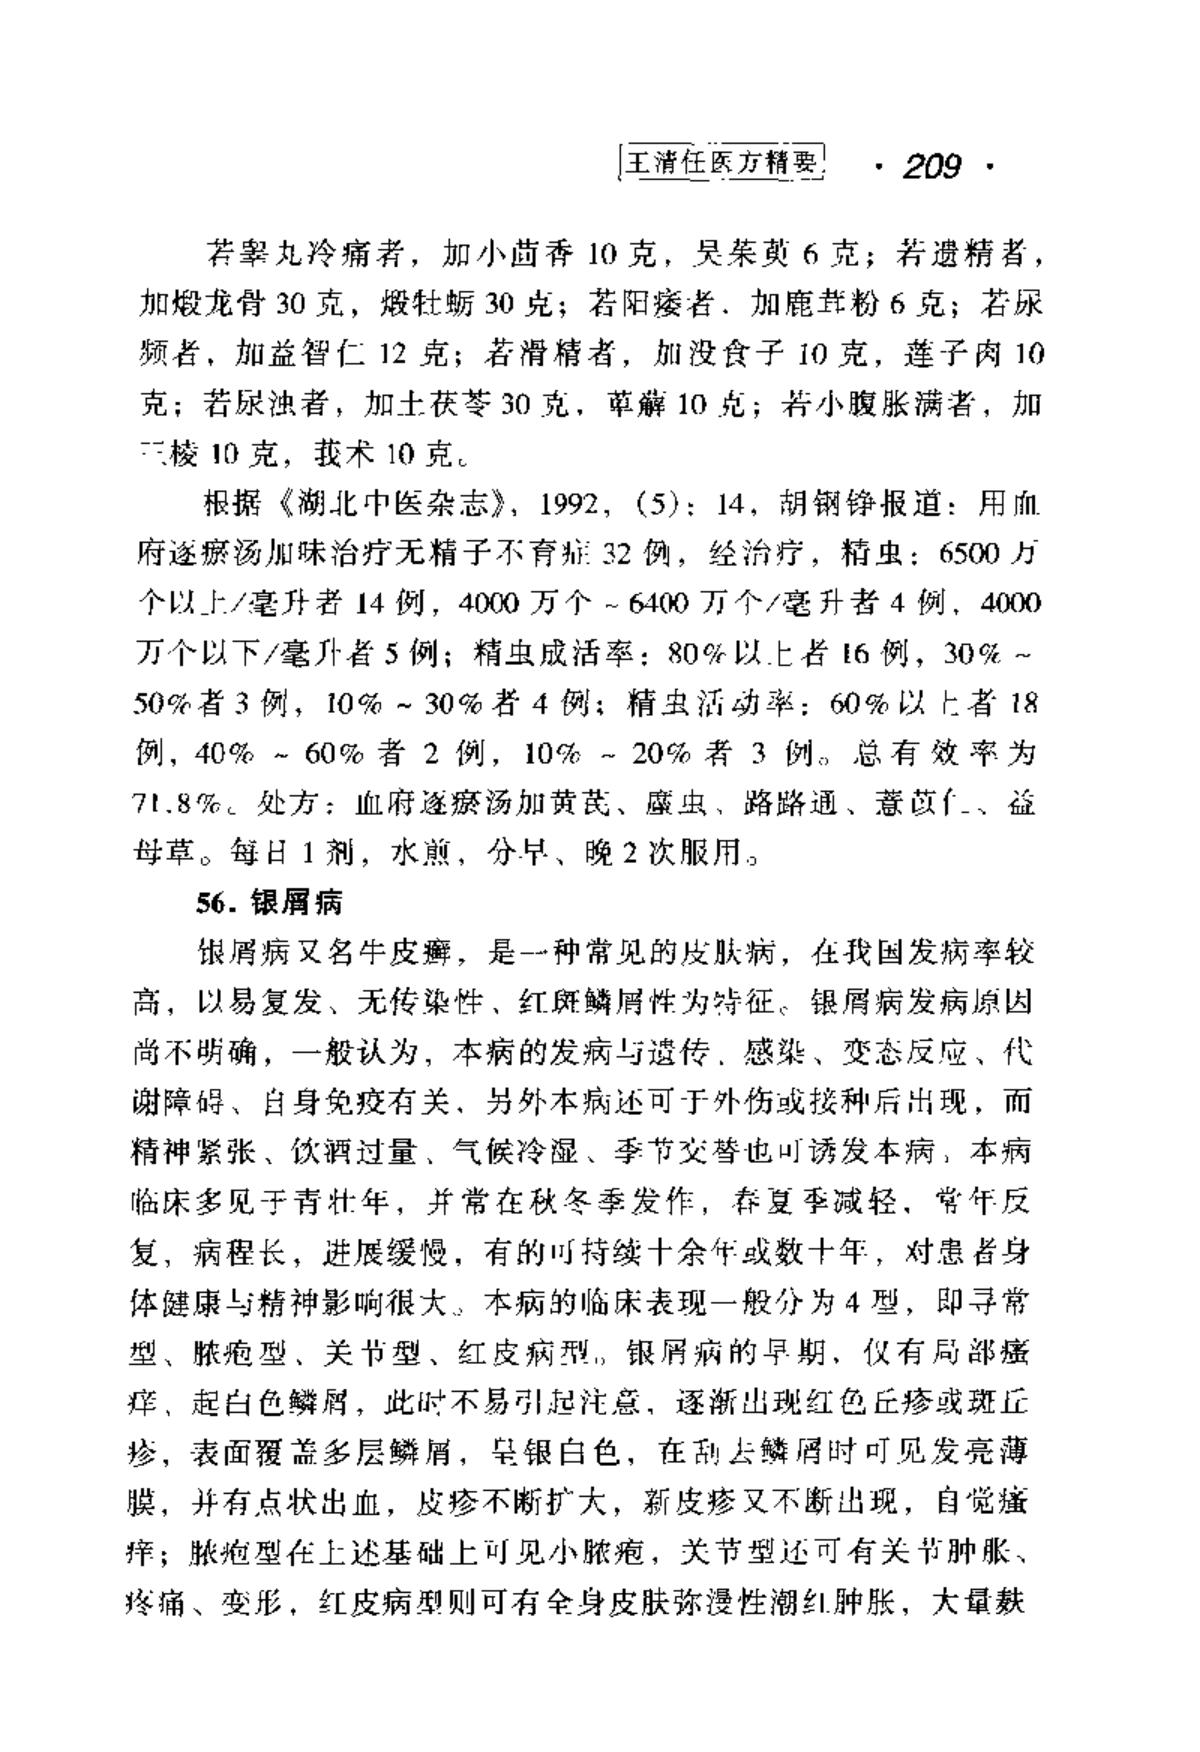 王清任医方精要 · 209 ·
若睾丸冷痛者，加小茴香 10 克，吴茱萸 6 克；若遗精者，
加煅龙骨 30 克，煅牡蛎 30 克；若阳痿者，加鹿茸粉 6 克；若尿
频者，加益智仁 12 克；若滑精者，加没食子 10 克，莲子肉 10
克；若尿浊者，加土茯苓 30 克，萆薢 10 克；若小腹胀满者，加
三棱 10 克，莪术 10 克。
根据《湖北中医杂志》，1992，（5）：14，胡钢铮报道：用血
府逐瘀汤加味治疗无精子不育症 32 例，经治疗，精虫：6500 万
个以上/毫升者 14 例，4000 万个 ~ 6400 万个/毫升者 4 例，4000
万个以下/毫升者 5 例；精虫成活率：80%以上者 16 例，30% ~
50%者 3 例，10% ~ 30%者 4 例；精虫活动率：60%以上者 18
例，40% ~ 60% 者 2 例，10% ~ 20% 者 3 例。总有效率为
71.8%。处方：血府逐瘀汤加黄芪、䗪虫、路路通、薏苡仁、益
母草。每日 1 剂，水煎，分早、晚 2 次服用。
56. 银屑病
银屑病又名牛皮癣，是一种常见的皮肤病，在我国发病率较
高，以易复发、无传染性、红斑鳞屑性为特征。银屑病发病原因
尚不明确，一般认为，本病的发病与遗传、感染、变态反应、代
谢障碍、自身免疫有关，另外本病还可于外伤或接种后出现，而
精神紧张、饮酒过量、气候冷湿、季节交替也可诱发本病。本病
临床多见于青壮年，并常在秋冬季发作，春夏季减轻，常年反
复，病程长，进展缓慢，有的可持续十余年或数十年，对患者身
体健康与精神影响很大。本病的临床表现一般分为 4 型，即寻常
型、脓疱型、关节型、红皮病型。银屑病的早期，仅有局部瘙
痒、起白色鳞屑，此时不易引起注意，逐渐出现红色丘疹或斑丘
疹，表面覆盖多层鳞屑，呈银白色，在刮去鳞屑时可见发亮薄
膜，并有点状出血，皮疹不断扩大，新皮疹又不断出现，自觉瘙
痒；脓疱型在上述基础上可见小脓疱，关节型还可有关节肿胀、
疼痛、变形，红皮病型则可有全身皮肤弥漫性潮红肿胀，大量麸